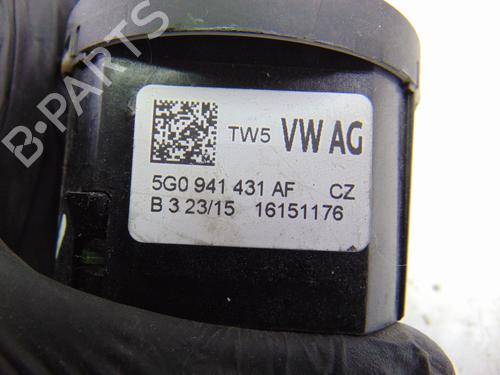 B-PARTS
TW5 VW AG
5G0 941 431 AF CZ
B 3 23/15 16151176